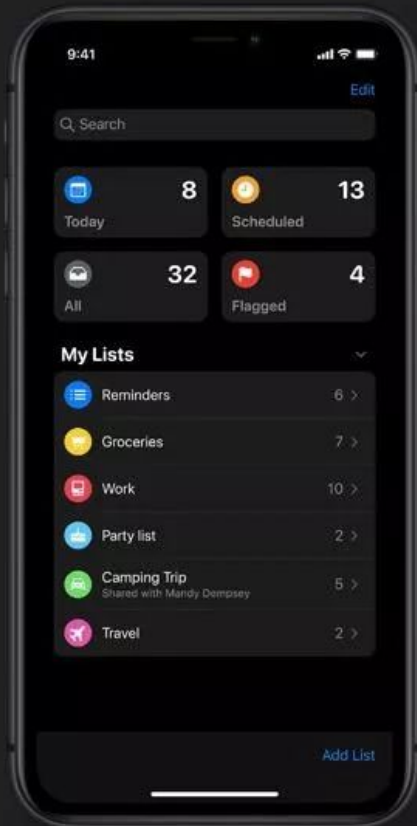 9:41
Edit
Search
8
13
Today
Scheduled
32
4
All
Flagged
My Lists
Reminders 6
Groceries 7
Work 10
Party list 2
Camping Trip 5
Shared with Mandy Dempsey
Travel 2
Add List